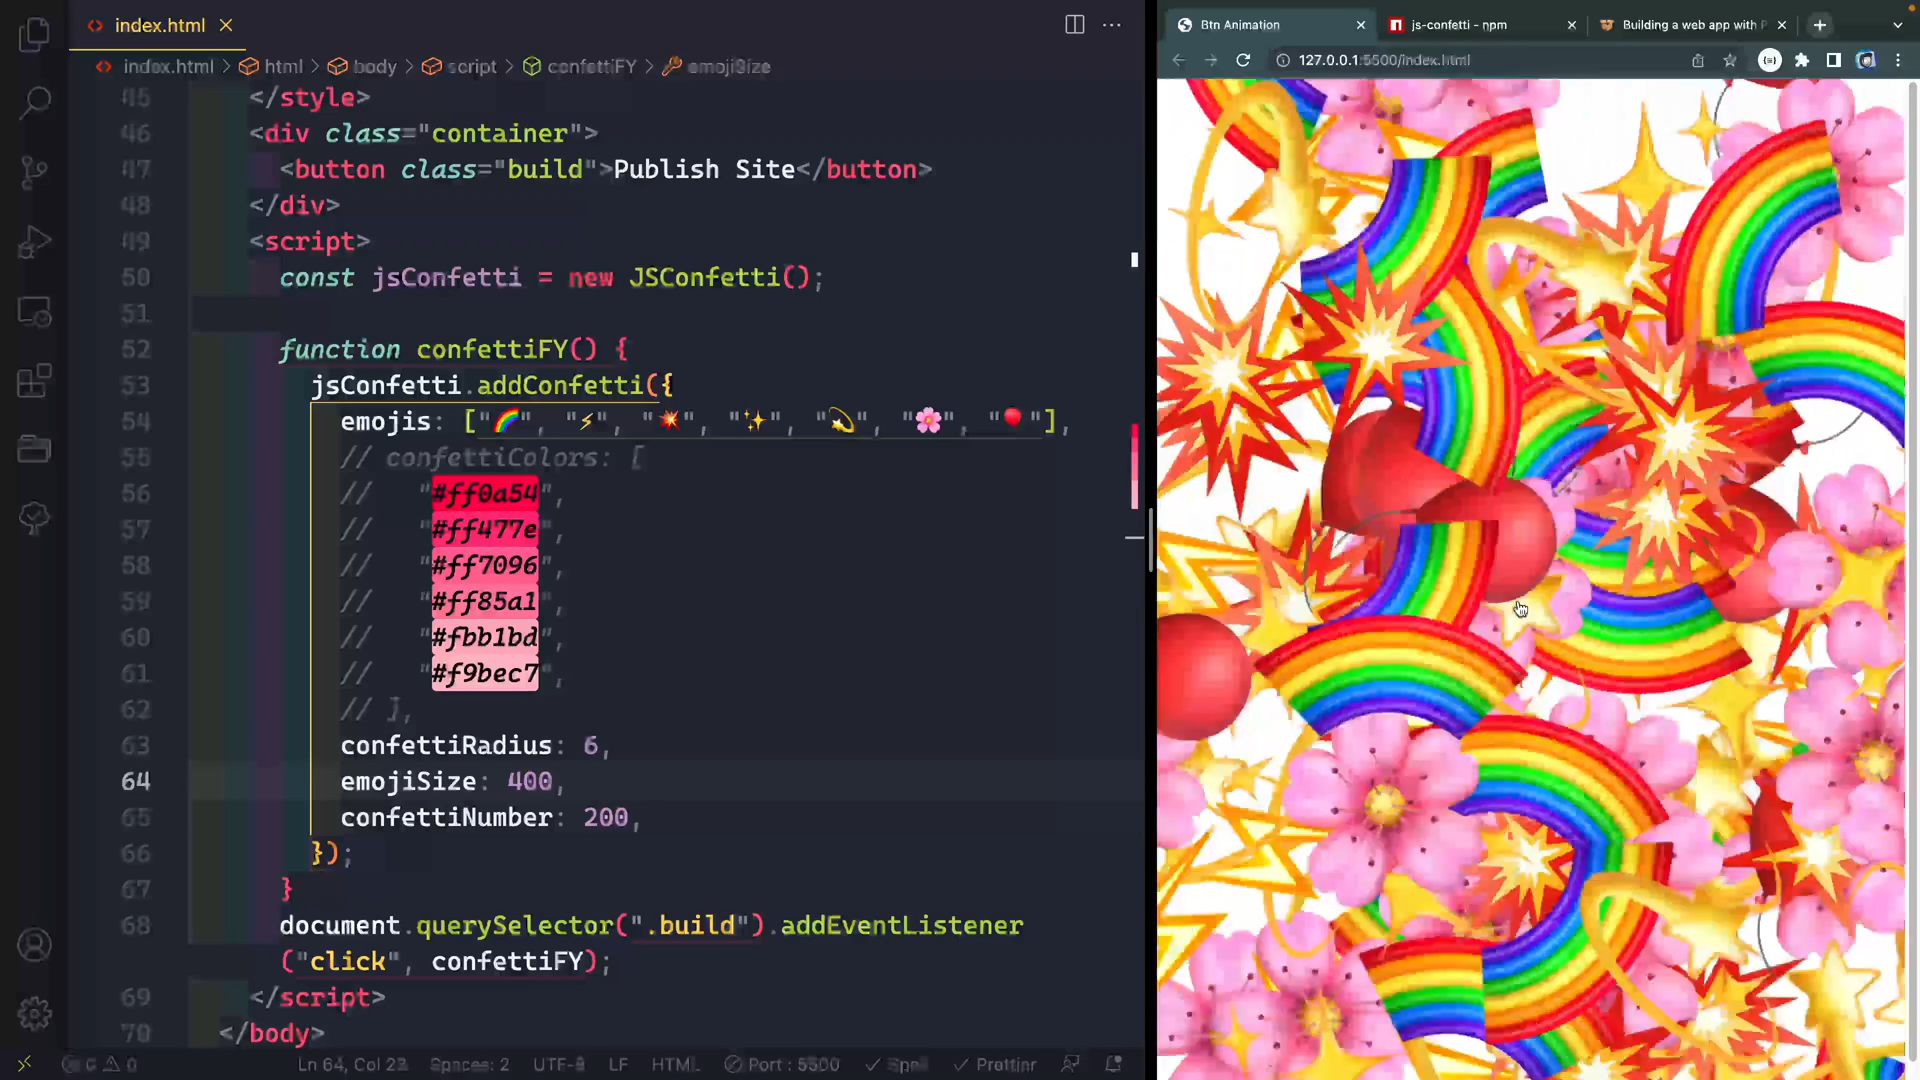 index.html
index.html > html > body > script > confettiFY > emojiSize
45 </style>
46 <div class="container">
47 <button class="build">Publish Site</button>
48 </div>
49 <script>
50 const jsConfetti = new JSConfetti();
51
52 function confettiFY() {
53 jsConfetti.addConfetti({
54 emojis: ["🌈", "⚡", "💥", "✨", "💫", "🌸", "🎈"],
55 // confettiColors: [
56 // "#ff0a54",
57 // "#ff477e",
58 // "#ff7096",
59 // "#ff85a1",
60 // "#fbb1bd",
61 // "#f9bec7",
62 // ],
63 confettiRadius: 6,
64 emojiSize: 400,
65 confettiNumber: 200,
66 });
67 }
68 document.querySelector(".build").addEventListener
("click", confettiFY);
69 </script>
70 </body>
Ln 64, Col 23 Spaces: 2 UTF-8 LF HTML Port : 5500 Spell Prettier
Btn Animation
js-confetti - npm
Building a web app with
127.0.0.1:5500/index.html